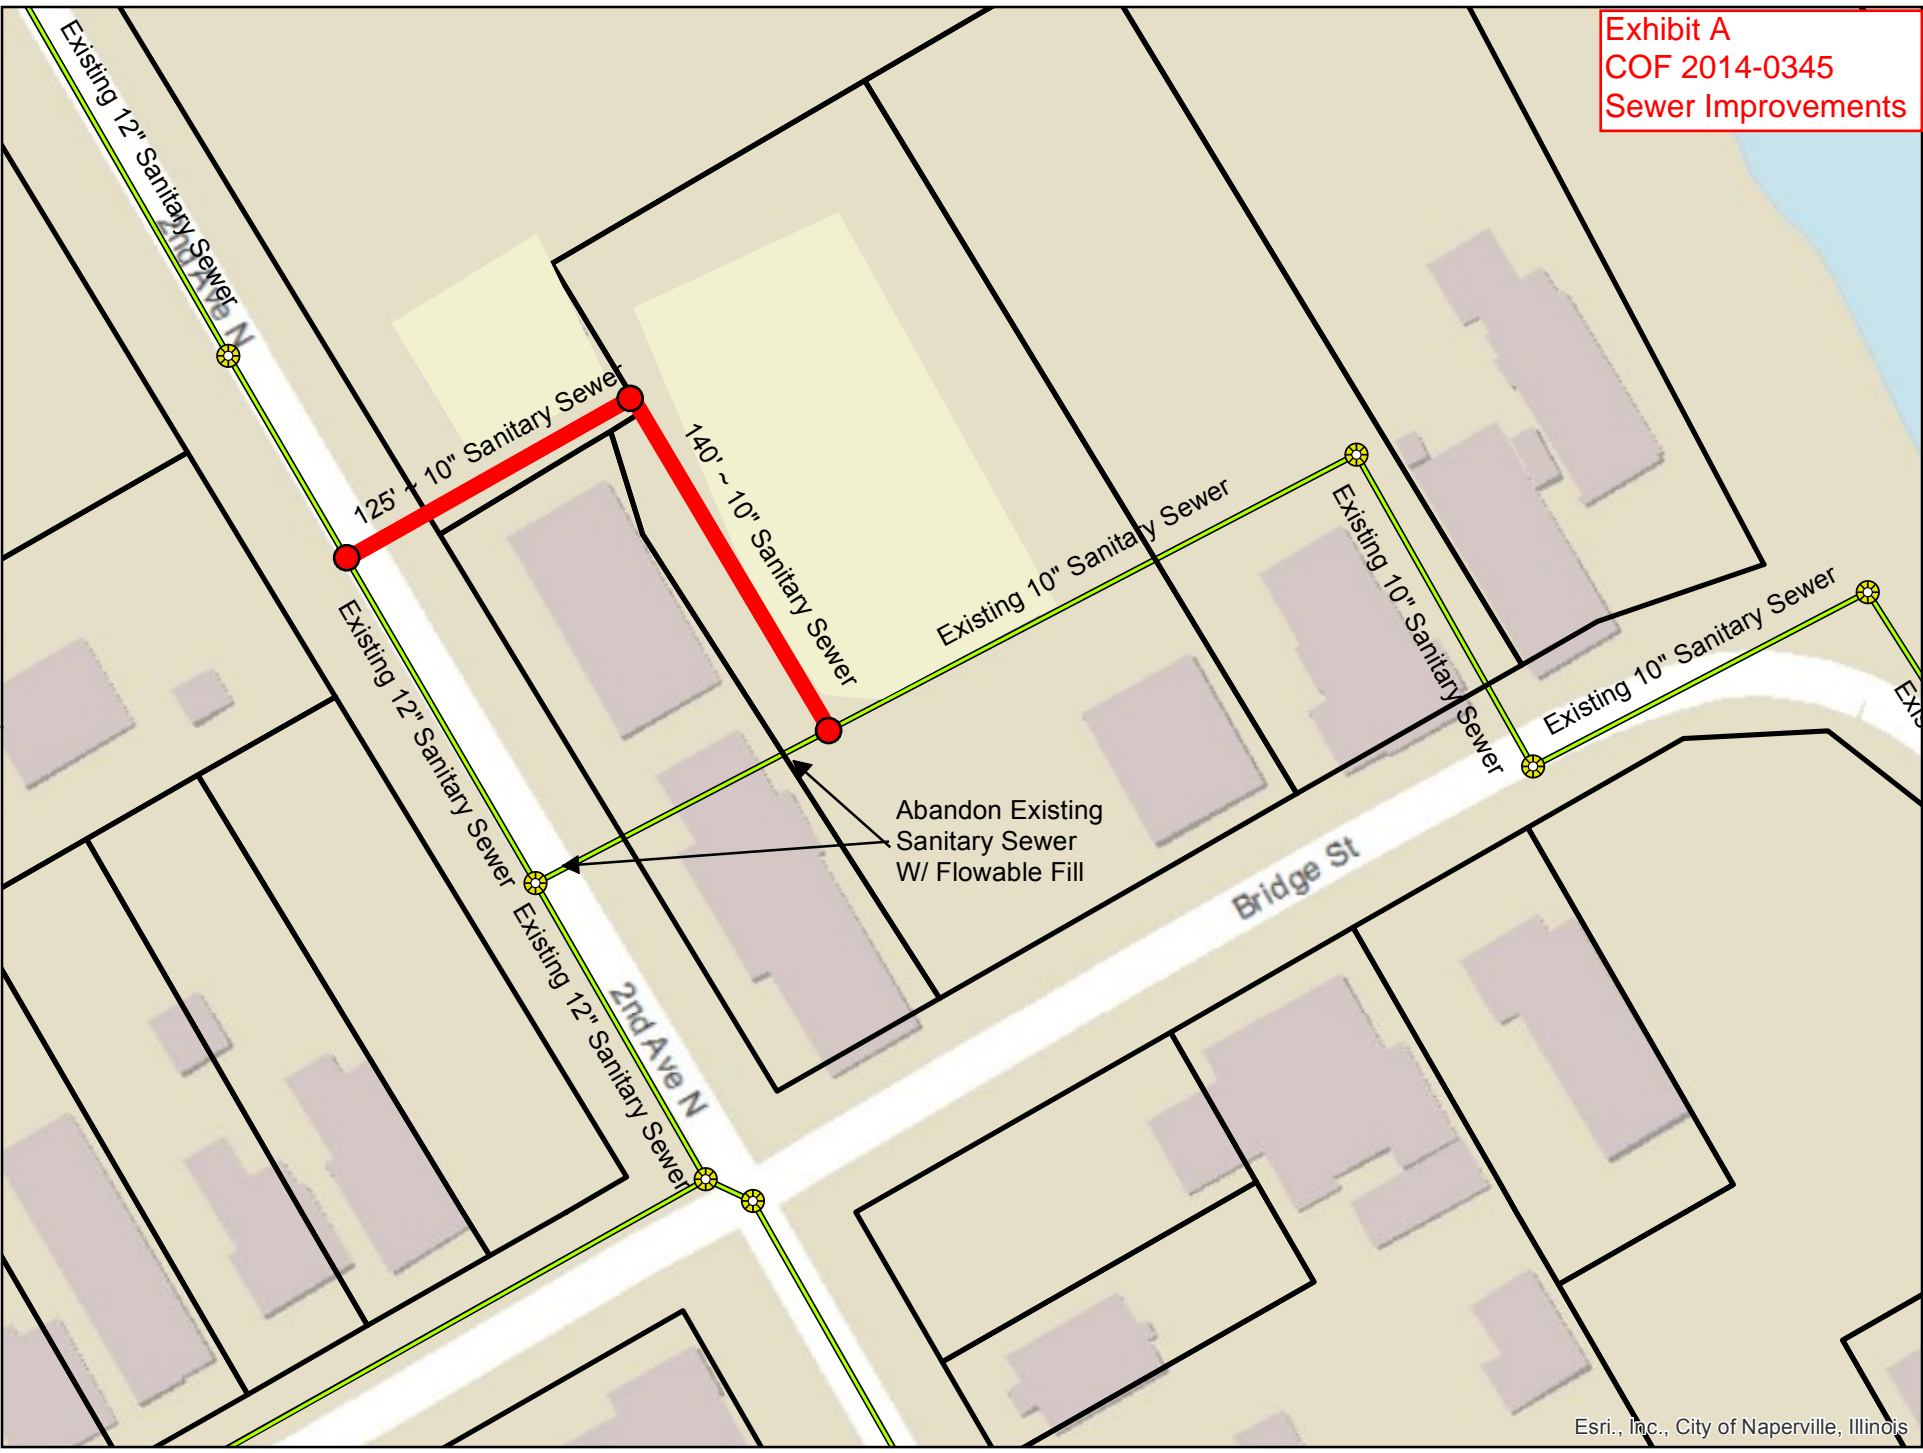 Exhibit A
COF 2014-0345
Sewer Improvements
Existing 12" Sanitary Sewer
2nd Ave N
125' ~ 10" Sanitary Sewer
140' ~ 10" Sanitary Sewer
Existing 10" Sanitary Sewer
Existing 10" Sanitary Sewer
Existing 10" Sanitary Sewer
Exis
Existing 12" Sanitary Sewer
Abandon Existing
Sanitary Sewer
W/ Flowable Fill
Bridge St
Existing 12" Sanitary Sewer
2nd Ave N
Esri., Inc., City of Naperville, Illinois